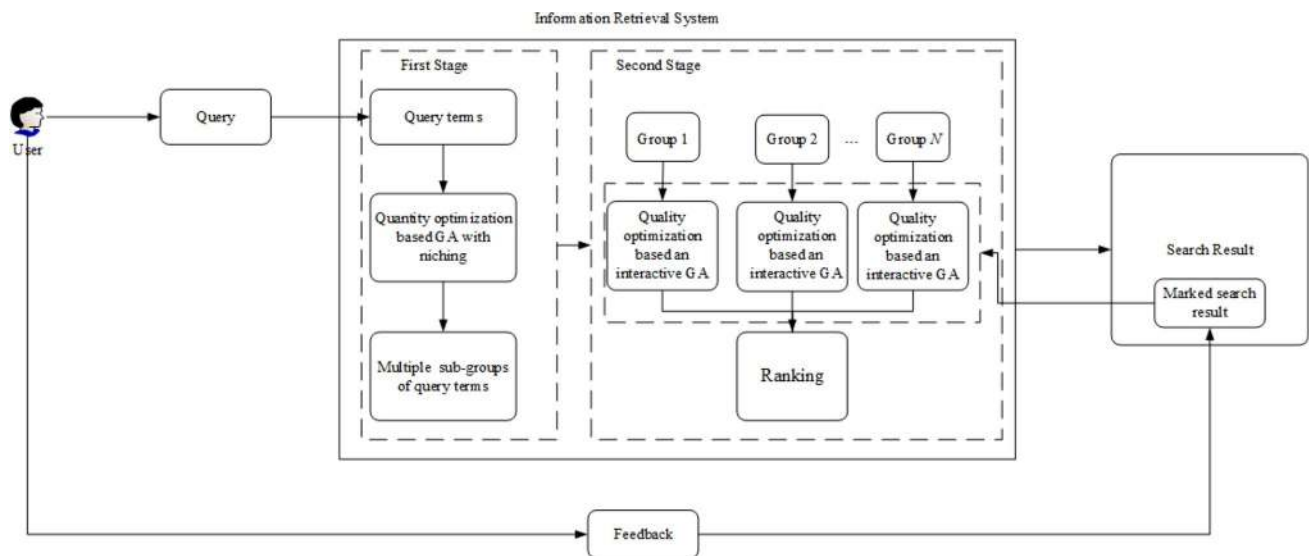 Information Retrieval System
First Stage
Second Stage
User
Query
Query terms
Quantity optimization
based GA with
niching
Multiple sub-groups
of query terms
Group 1
Group 2
...
Group N
Quality
optimization
based an
interactive GA
Quality
optimization
based an
interactive GA
Quality
optimization
based an
interactive GA
Ranking
Search Result
Marked search
result
Feedback